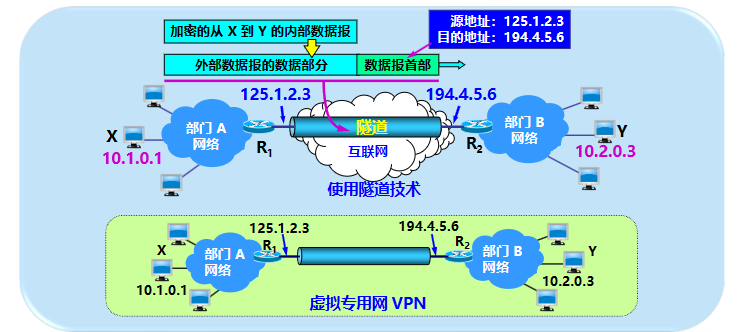 加密的从 X 到 Y 的内部数据报
源地址：125.1.2.3
目的地址：194.4.5.6
外部数据报的数据部分
数据报首部
125.1.2.3
194.4.5.6
部门 A
网络
X
10.1.0.1
R1
隧道
互联网
R2
部门 B
网络
Y
10.2.0.3
使用隧道技术
125.1.2.3
194.4.5.6
X
部门 A
网络
R1
10.1.0.1
R2
部门 B
网络
Y
10.2.0.3
虚拟专用网 VPN